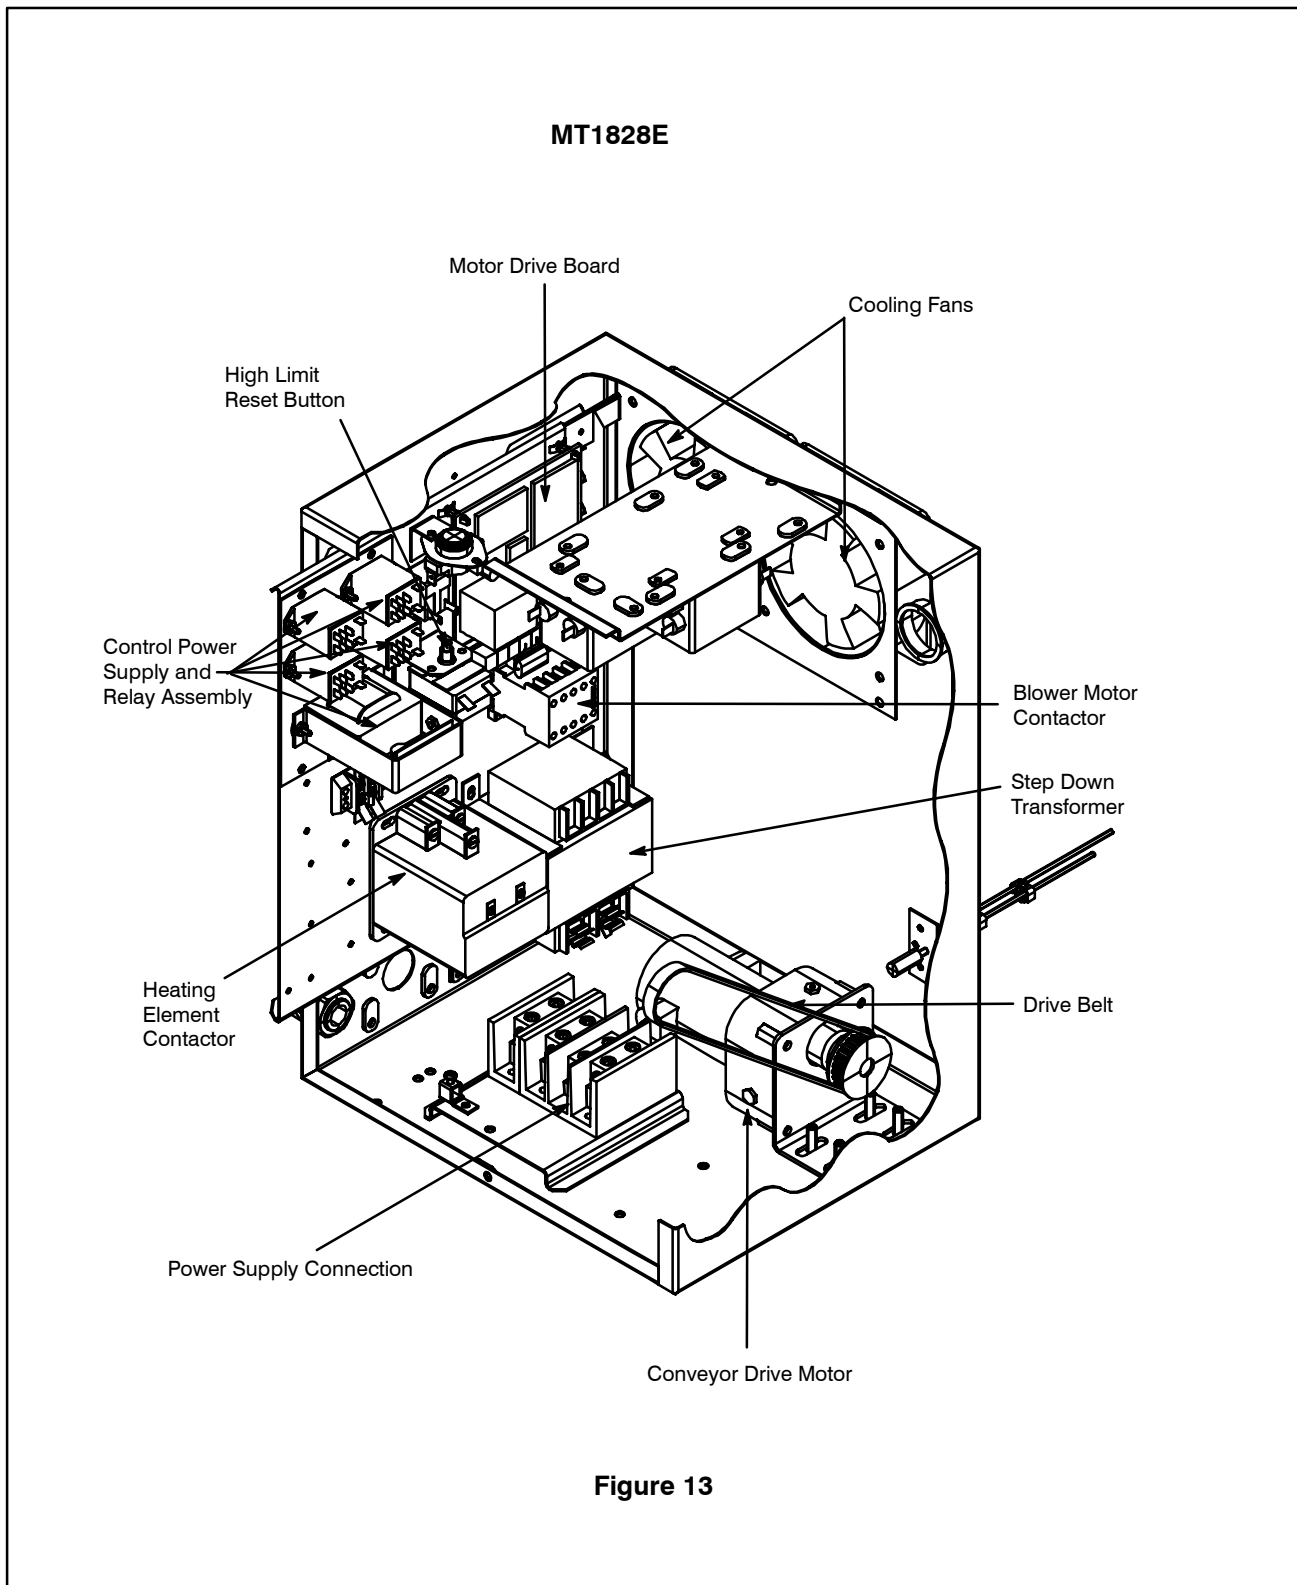 MT1828E
Motor Drive Board
Cooling Fans
High Limit
Reset Button
Control Power
Supply and
Relay Assembly
Blower Motor
Contactor
Step Down
Transformer
Heating
Element
Contactor
Drive Belt
Power Supply Connection
Conveyor Drive Motor
Figure 13